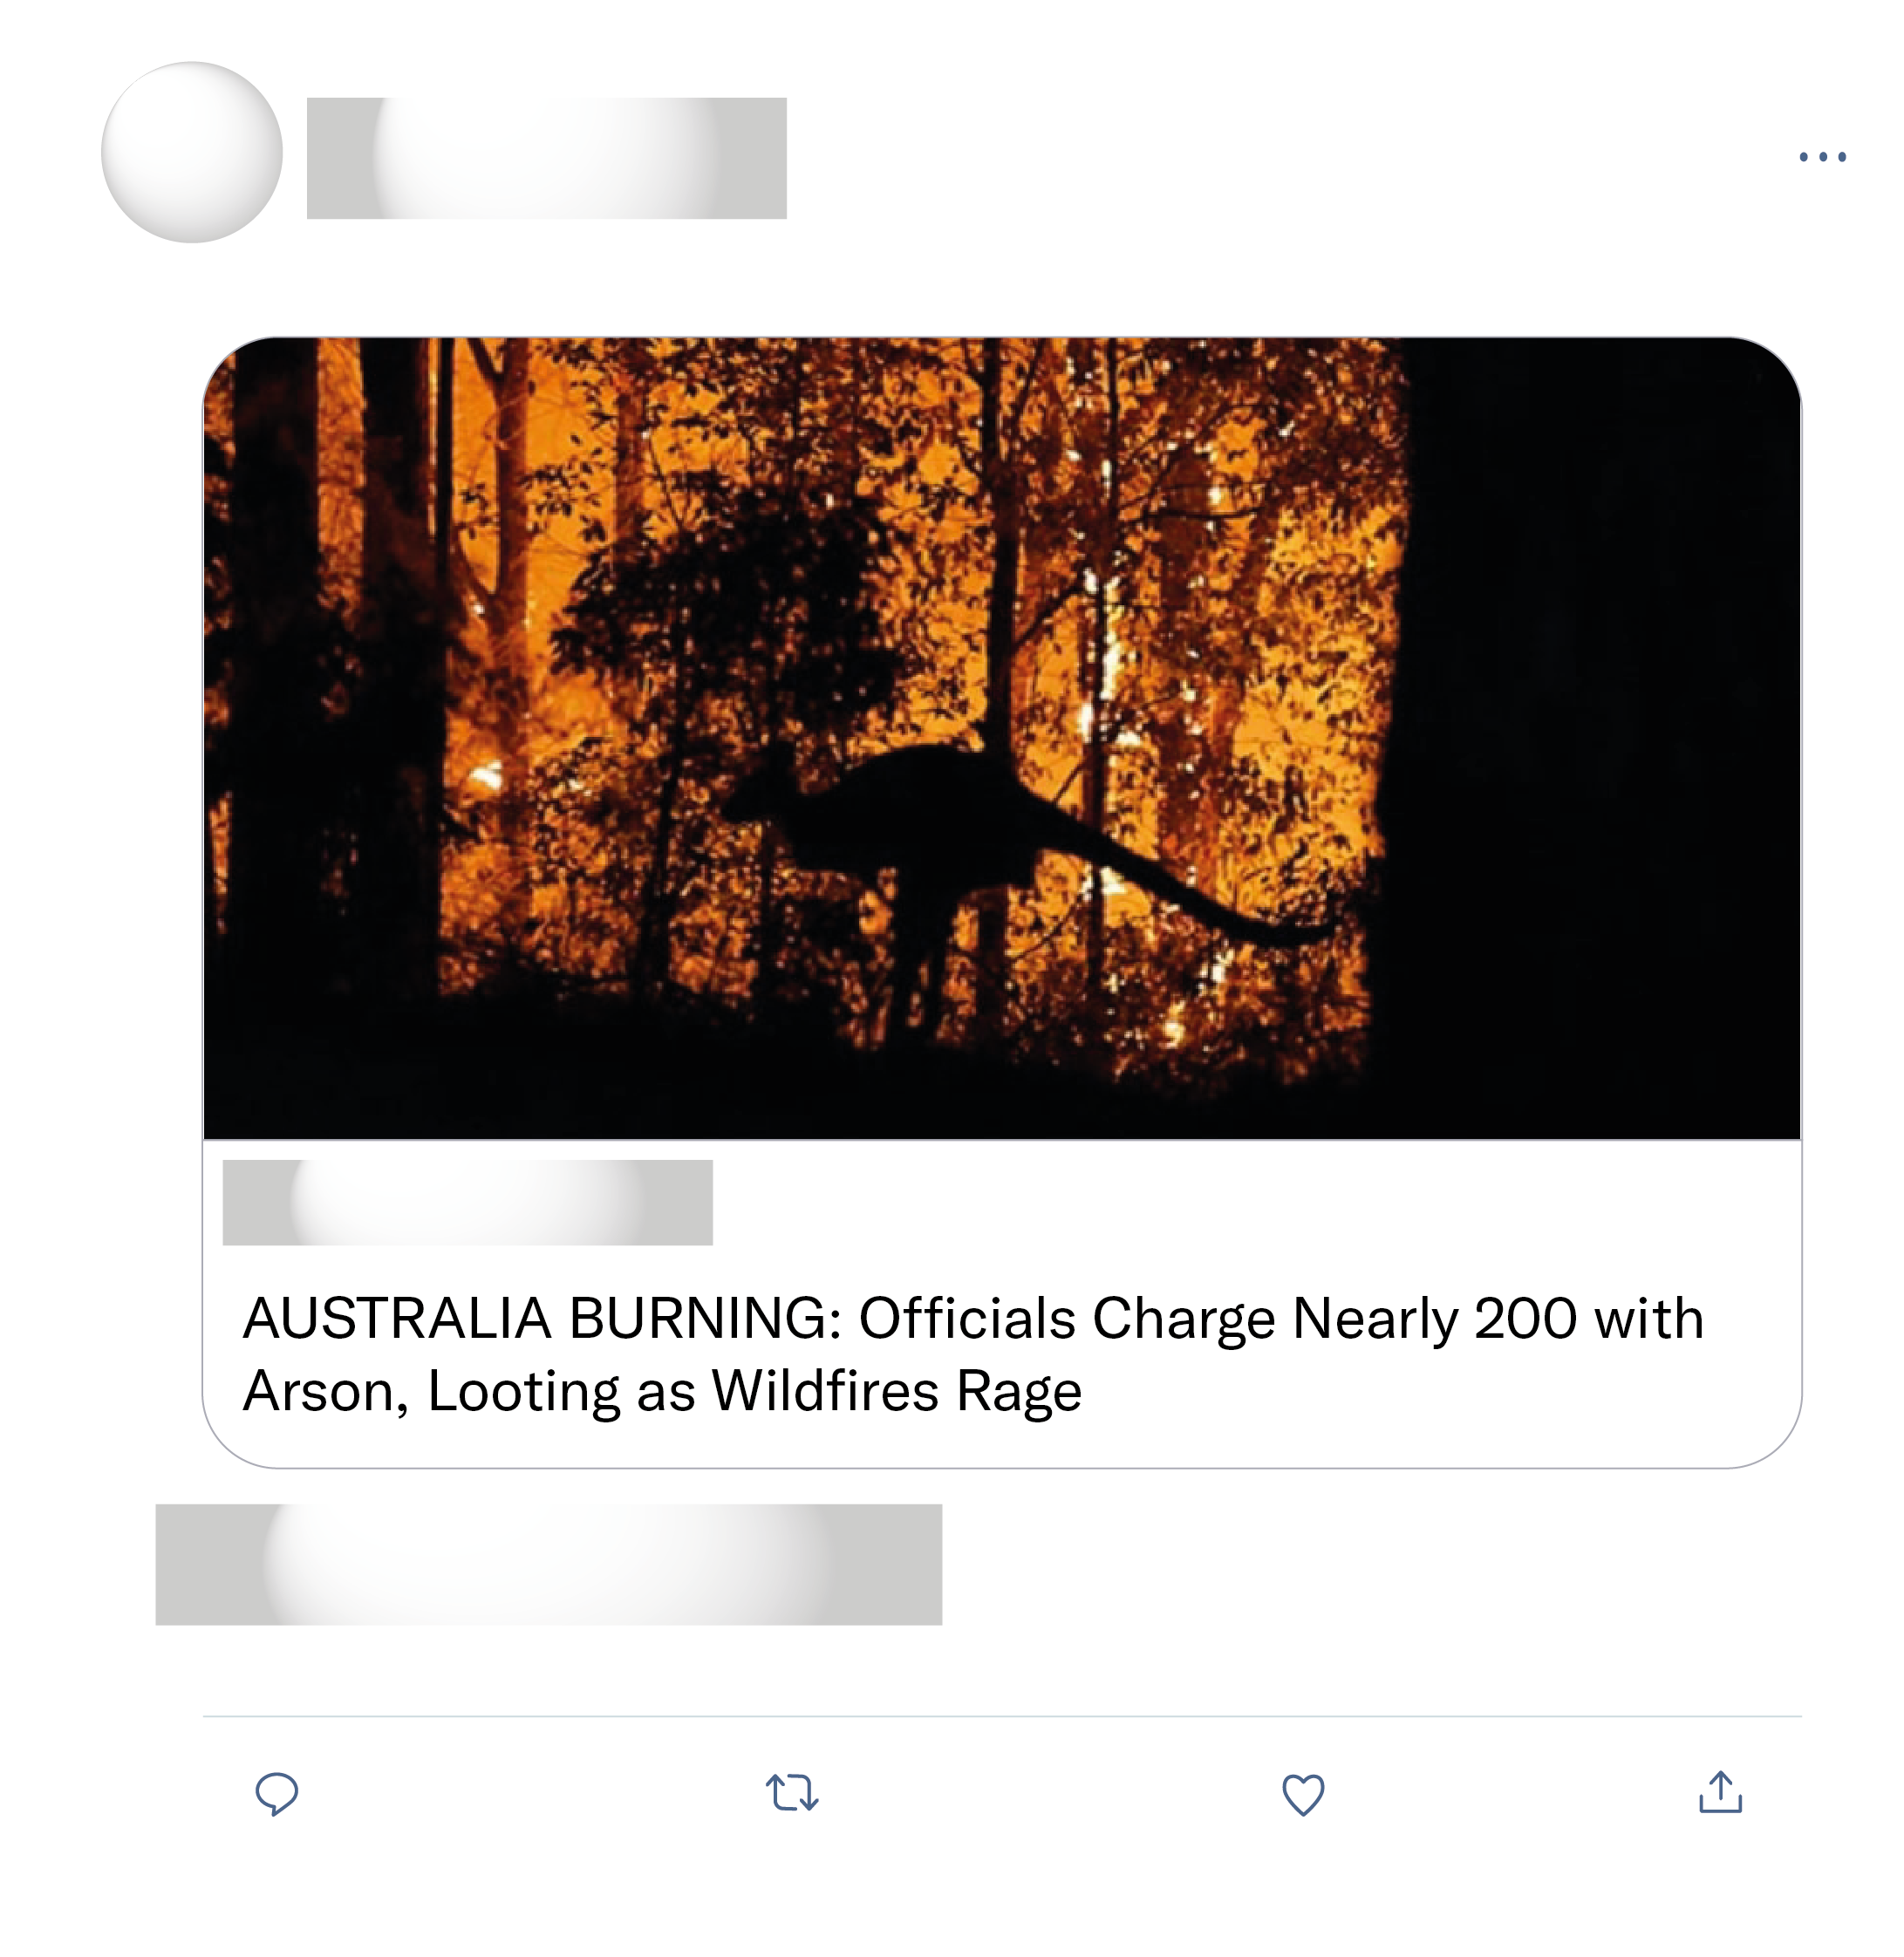 AUSTRALIA BURNING: Officials Charge Nearly 200 with
Arson, Looting as Wildfires Rage